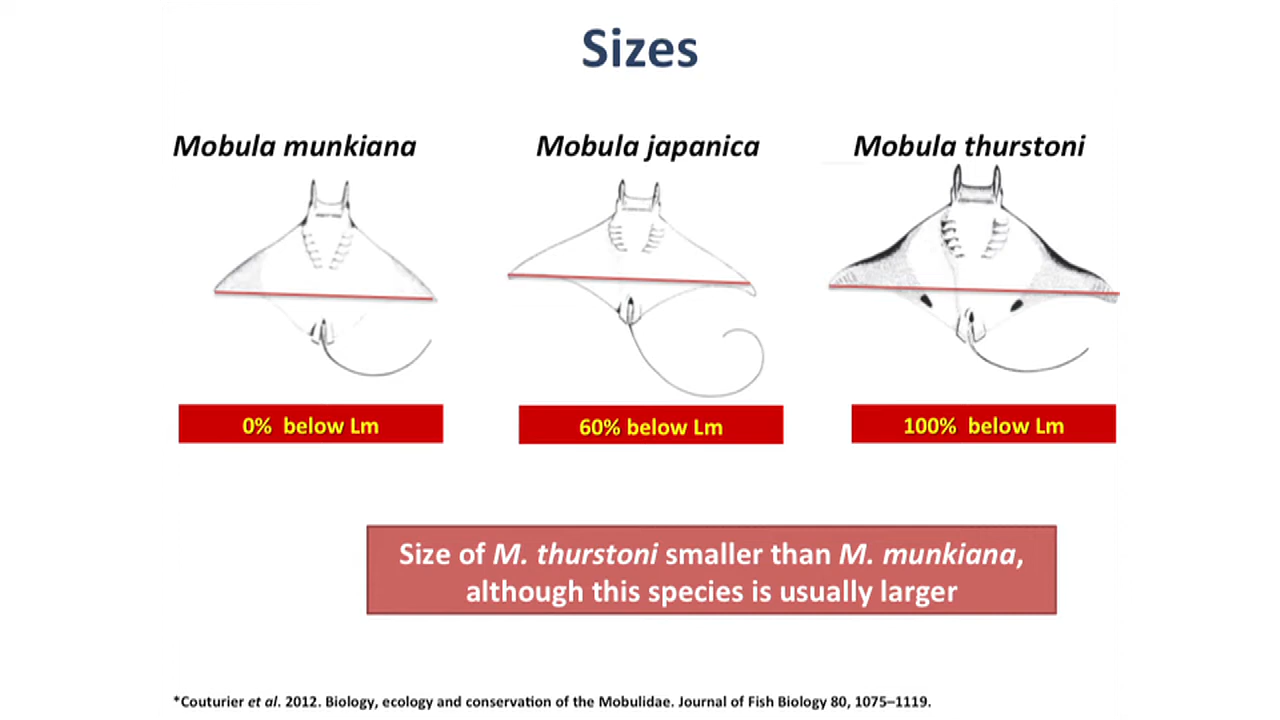 Sizes
Mobula munkiana
Mobula japanica
Mobula thurstoni
0%  below Lm
60% below Lm
100%  below Lm
Size of M. thurstoni smaller than M. munkiana,
although this species is usually larger
*Couturier et al. 2012. Biology, ecology and conservation of the Mobulidae. Journal of Fish Biology 80, 1075–1119.